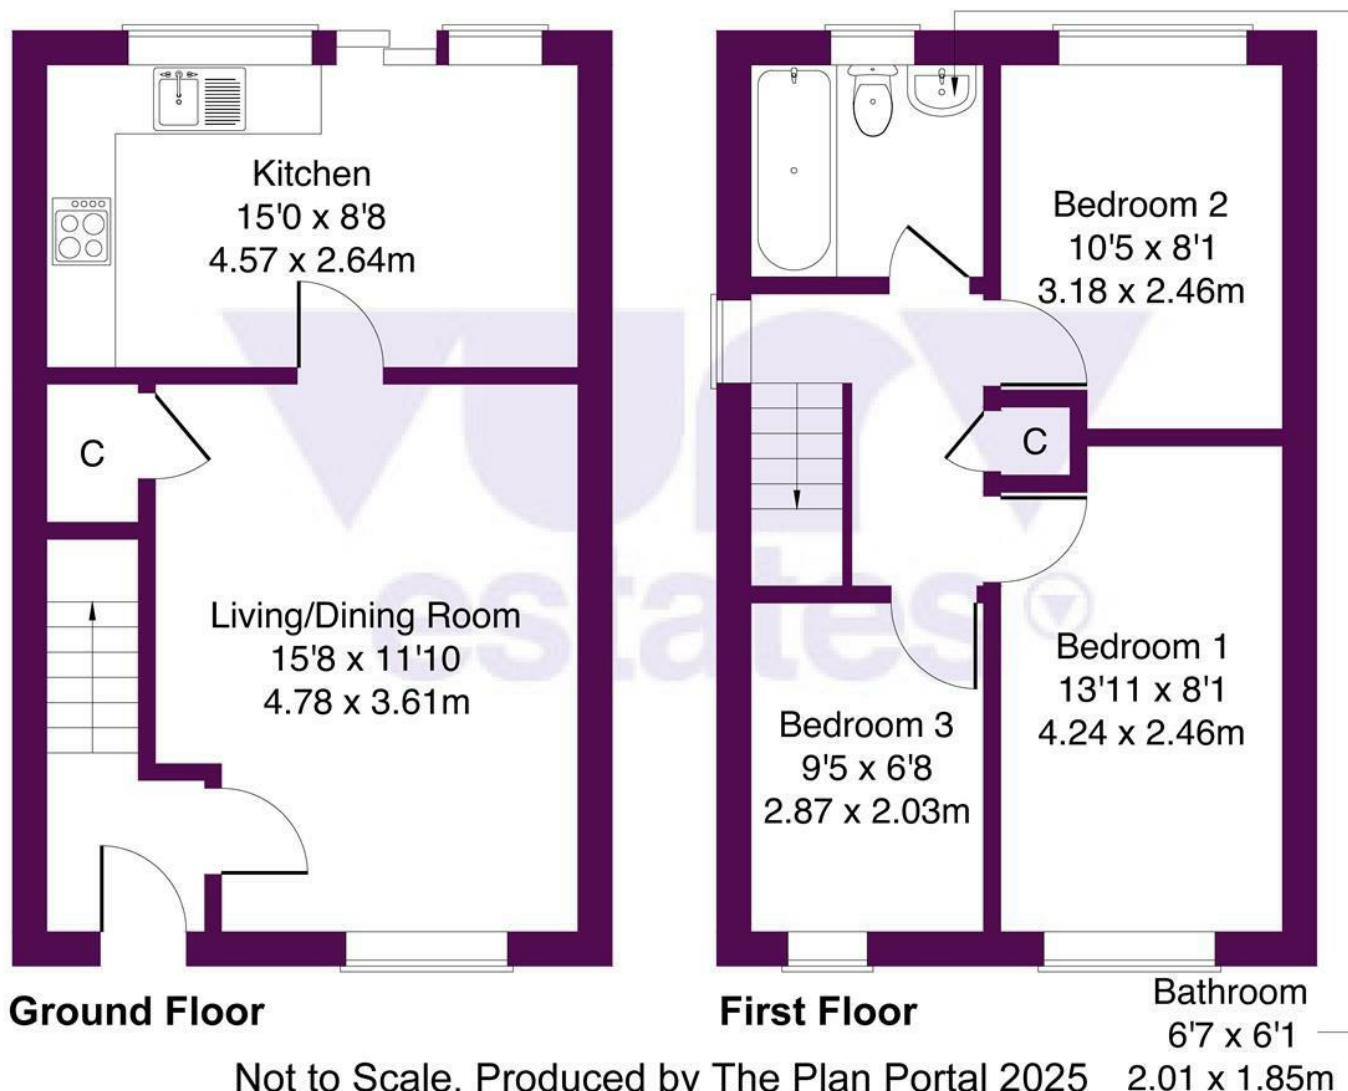 Kitchen
15'0 x 8'8
4.57 x 2.64m
C
Living/Dining Room
15'8 x 11'10
4.78 x 3.61m
Bedroom 2
10'5 x 8'1
3.18 x 2.46m
C
Bedroom 1
13'11 x 8'1
4.24 x 2.46m
Bedroom 3
9'5 x 6'8
2.87 x 2.03m
estates
Ground Floor
First Floor
Bathroom
6'7 x 6'1
2.01 x 1.85m
Not to Scale. Produced by The Plan Portal 2025